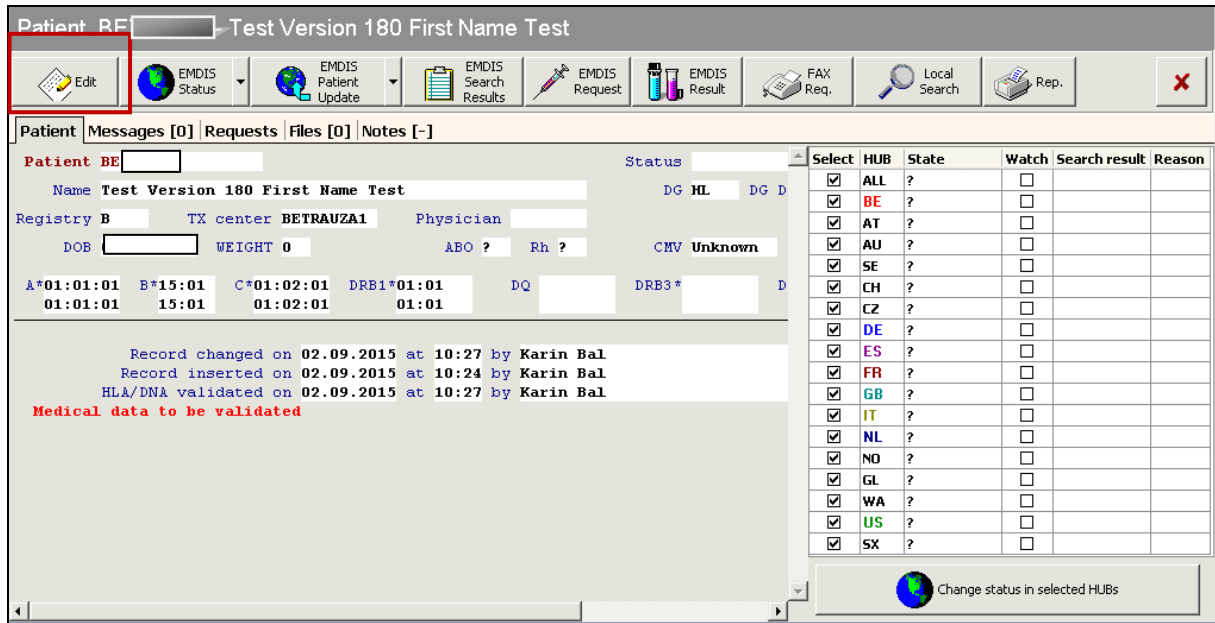 Patient BE - Test Version 180 First Name Test
Edit
EMDIS Status
EMDIS Patient Update
EMDIS Search Results
EMDIS Request
EMDIS Result
FAX Req.
Local Search
Rep.
Patient Messages [0] Requests Files [0] Notes [-]
Patient BE Status
Name Test Version 180 First Name Test DG HL DG D
Registry B TX center BETRAUZA1 Physician
DOB WEIGHT 0 ABO ? Rh ? CMV Unknown
A*01:01:01 B*15:01 C*01:02:01 DRB1*01:01 DQ DRB3* D
01:01:01 15:01 01:02:01 01:01
Record changed on 02.09.2015 at 10:27 by Karin Bal
Record inserted on 02.09.2015 at 10:24 by Karin Bal
HLA/DNA validated on 02.09.2015 at 10:27 by Karin Bal
Medical data to be validated
Select HUB State Watch Search result Reason
ALL ?
BE ?
AT ?
AU ?
SE ?
CH ?
CZ ?
DE ?
ES ?
FR ?
GB ?
IT ?
NL ?
NO ?
GL ?
WA ?
US ?
SX ?
Change status in selected HUBs